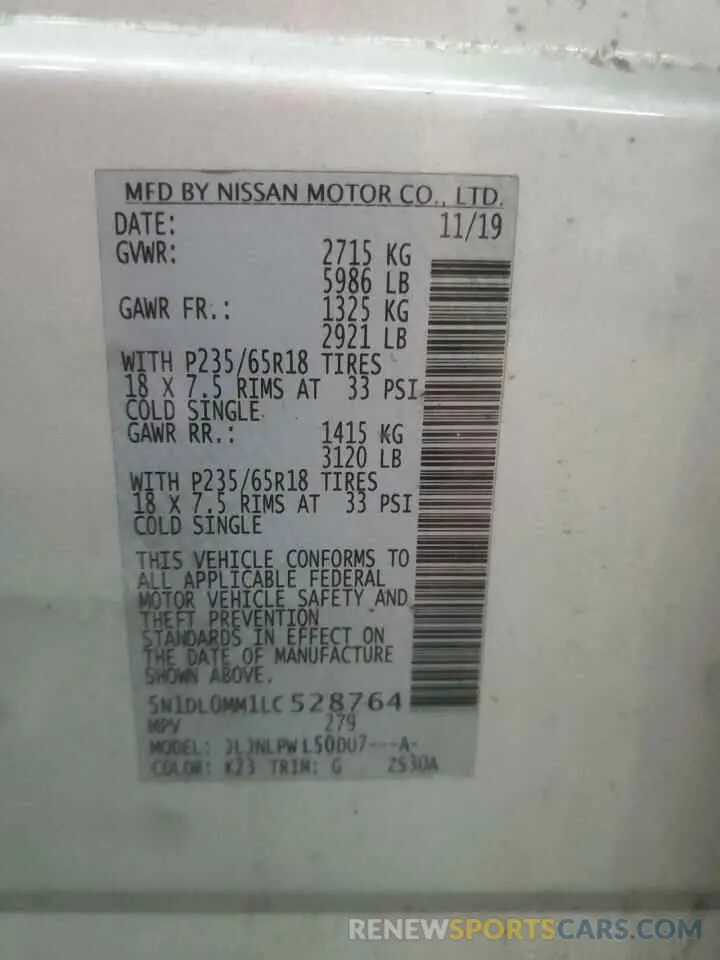 MFD BY NISSAN MOTOR CO., LTD.
DATE: 11/19
GVWR: 2715 KG
5986 LB
GAWR FR.: 1325 KG
2921 LB
WITH P235/65R18 TIRES
18 X 7.5 RIMS AT 33 PSI
COLD SINGLE
GAWR RR.: 1415 KG
3120 LB
WITH P235/65R18 TIRES
18 X 7.5 RIMS AT 33 PSI
COLD SINGLE
THIS VEHICLE CONFORMS TO
ALL APPLICABLE FEDERAL
MOTOR VEHICLE SAFETY AND
THEFT PREVENTION
STANDARDS IN EFFECT ON
THE DATE OF MANUFACTURE
SHOWN ABOVE.
5N1DL0MM1LC528764
MPV 279
MODEL: JLJNLPWL50DU7---A-
COLOR: K23 TRIM: G 2S30A
RENEWSPORTSCARS.COM